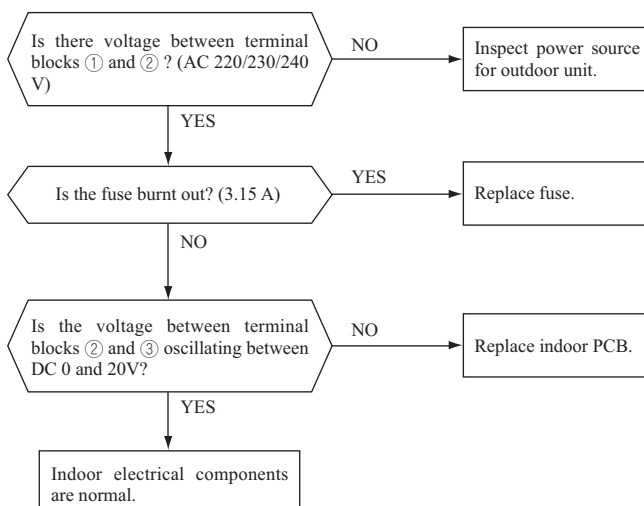 Is there voltage between terminal
blocks ① and ② ? (AC 220/230/240
V)
NO
Inspect power source
for outdoor unit.
YES
Is the fuse burnt out? (3.15 A)
YES
Replace fuse.
NO
Is the voltage between terminal
blocks ② and ③ oscillating between
DC 0 and 20V?
NO
Replace indoor PCB.
YES
Indoor electrical components
are normal.